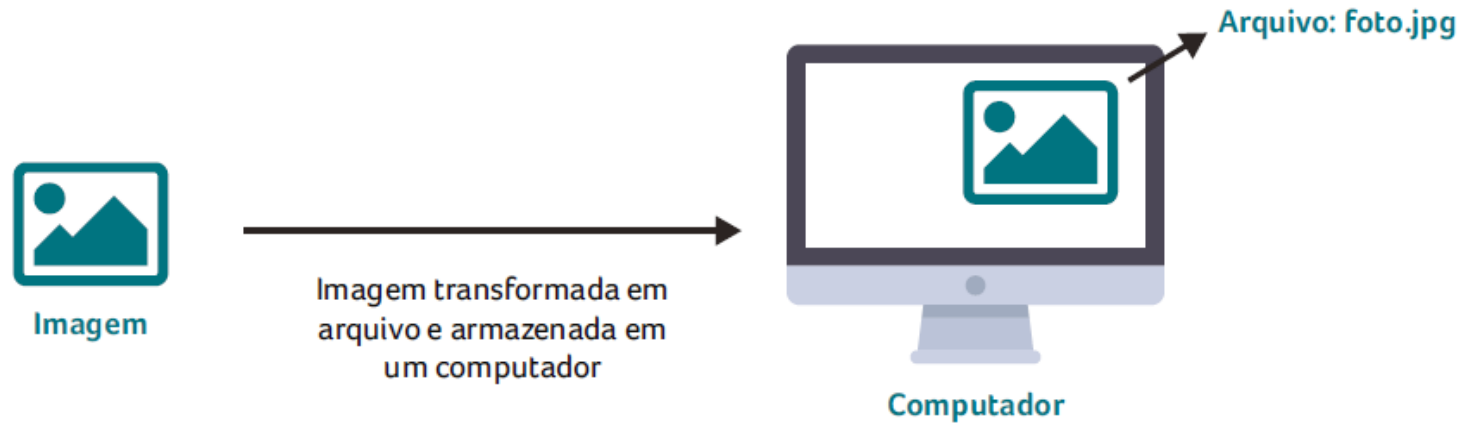 Arquivo: foto.jpg
Imagem
Imagem transformada em
arquivo e armazenada em
um computador
Computador